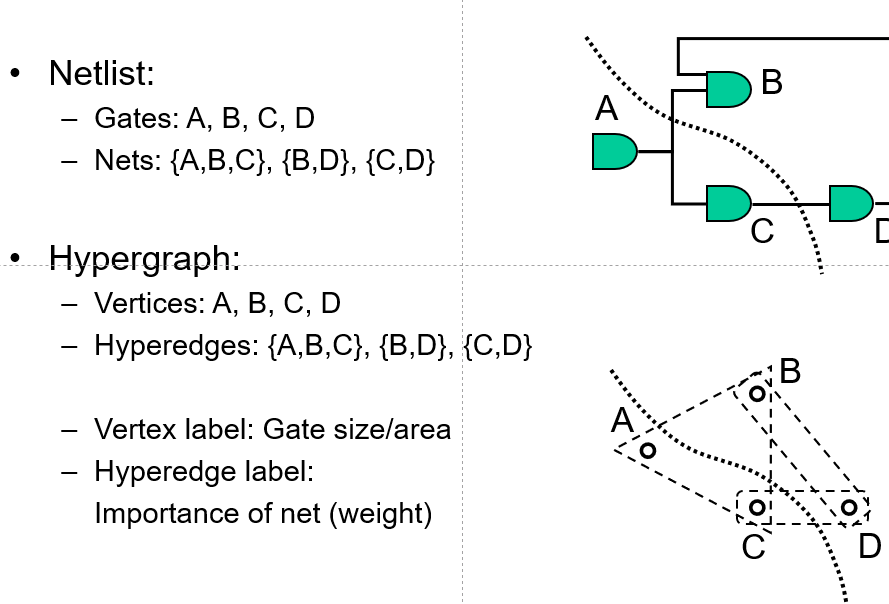 • Netlist:
– Gates: A, B, C, D
– Nets: {A,B,C}, {B,D}, {C,D}
• Hypergraph:
– Vertices: A, B, C, D
– Hyperedges: {A,B,C}, {B,D}, {C,D}
– Vertex label: Gate size/area
– Hyperedge label:
Importance of net (weight)
B
A
C
D
B
A
C
D